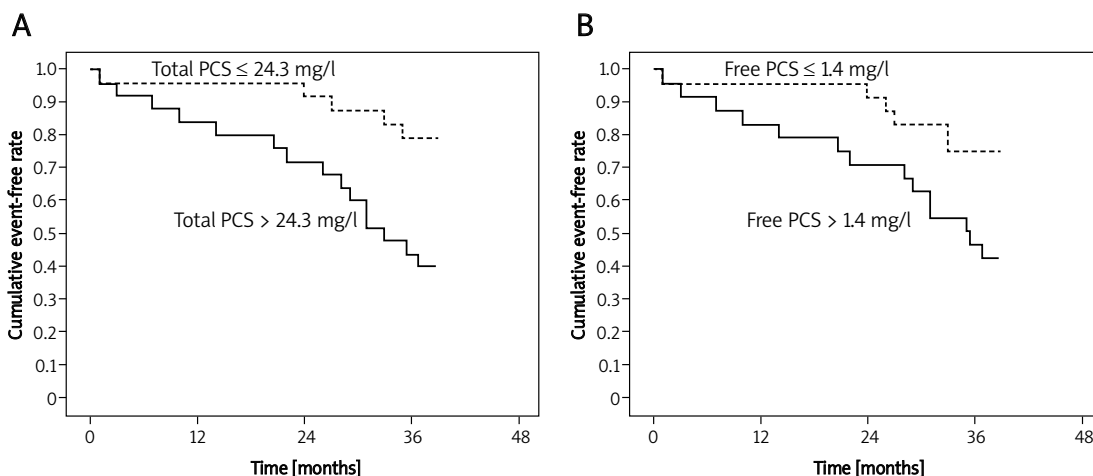 A
Cumulative event-free rate
1.0
0.9
0.8
0.7
0.6
0.5
0.4
0.3
0.2
0.1
0
Total PCS ≤ 24.3 mg/l
Total PCS > 24.3 mg/l
0 12 24 36 48
Time [months]
B
Cumulative event-free rate
1.0
0.9
0.8
0.7
0.6
0.5
0.4
0.3
0.2
0.1
0
Free PCS ≤ 1.4 mg/l
Free PCS > 1.4 mg/l
0 12 24 36 48
Time [months]